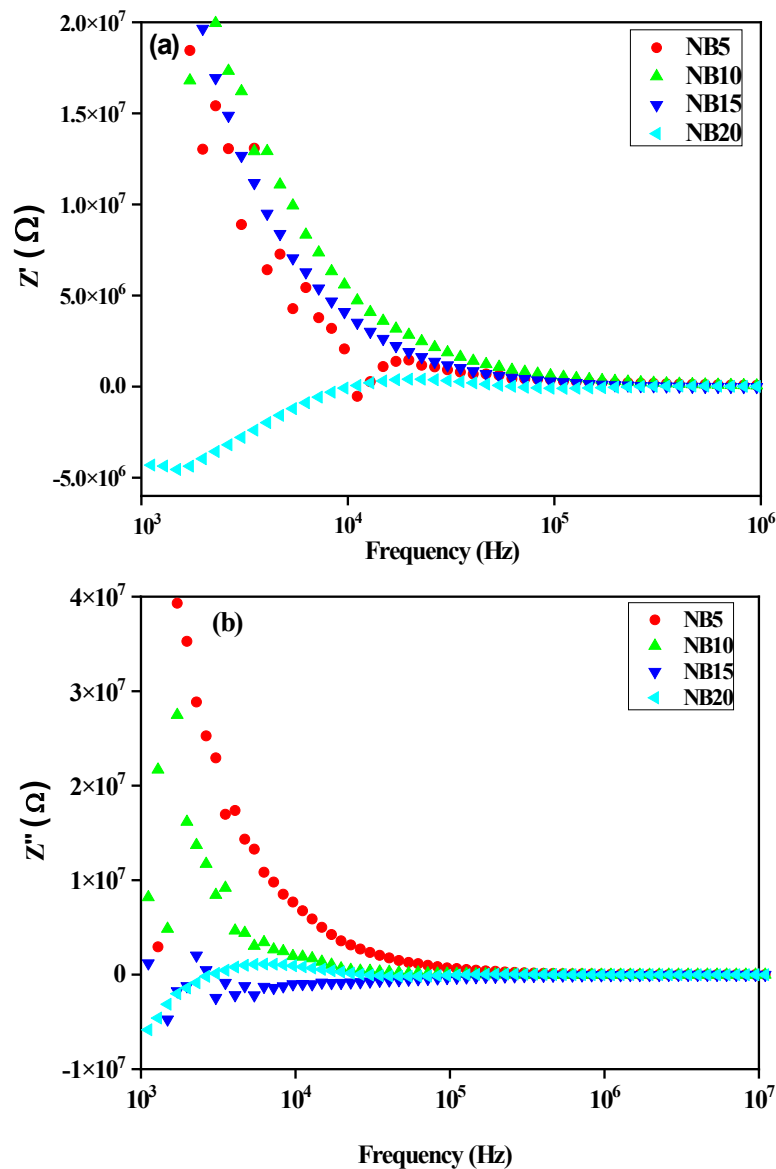 (a)
NB5
NB10
NB15
NB20
2.0×10⁷
1.5×10⁷
1.0×10⁷
5.0×10⁶
0.0
-5.0×10⁶
Z' (Ω)
10³
10⁴
10⁵
10⁶
Frequency (Hz)
(b)
NB5
NB10
NB15
NB20
4×10⁷
3×10⁷
2×10⁷
1×10⁷
0
-1×10⁷
Z" (Ω)
10³
10⁴
10⁵
10⁶
10⁷
Frequency (Hz)